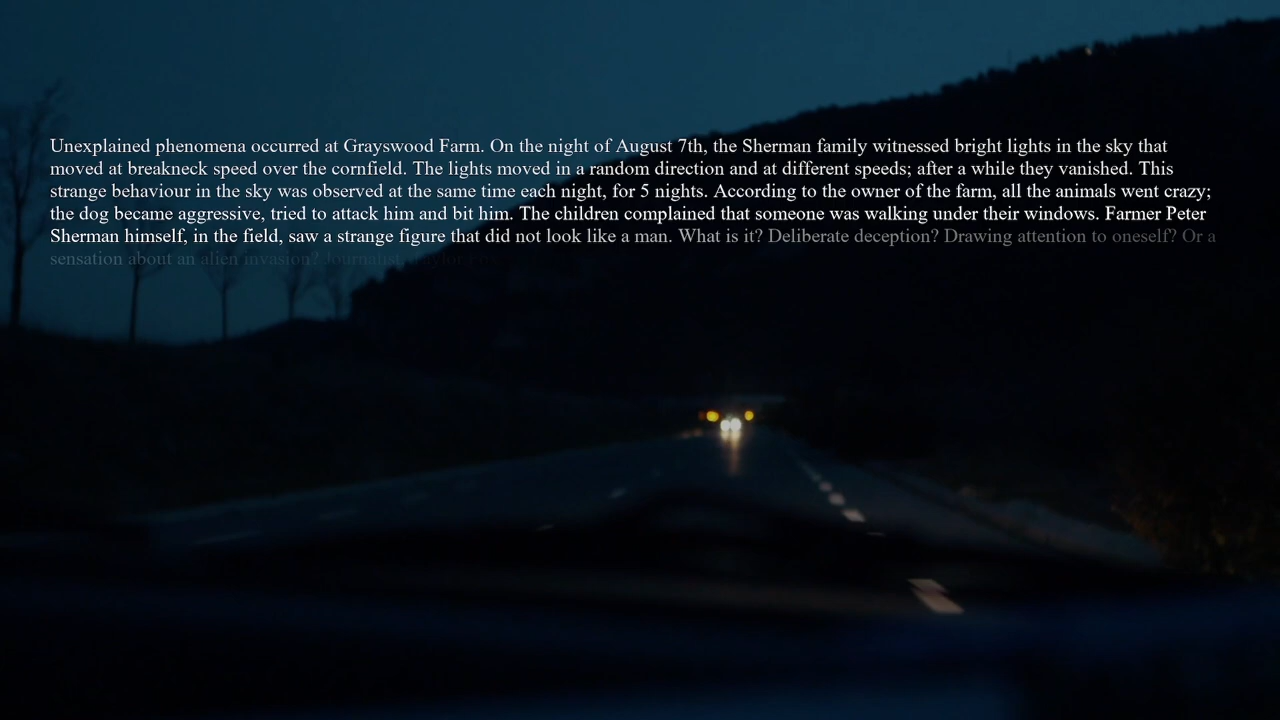 Unexplained phenomena occurred at Grayswood Farm. On the night of August 7th, the Sherman family witnessed bright lights in the sky that
moved at breakneck speed over the cornfield. The lights moved in a random direction and at different speeds; after a while they vanished. This
strange behaviour in the sky was observed at the same time each night, for 5 nights. According to the owner of the farm, all the animals went crazy;
the dog became aggressive, tried to attack him and bit him. The children complained that someone was walking under their windows. Farmer Peter
Sherman himself, in the field, saw a strange figure that did not look like a man. What is it? Deliberate deception? Drawing attention to oneself? Or a
sensation about an alien invasion? Journalist